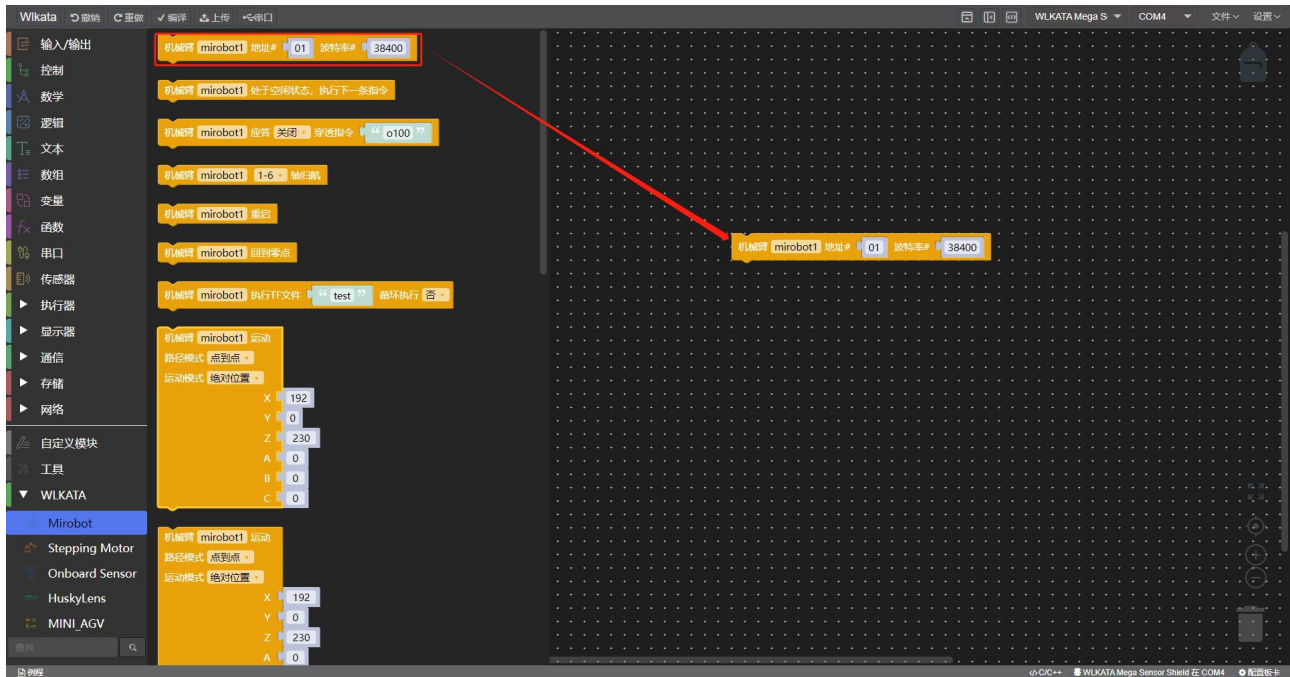 Wlkata 撤销 重做 编译 上传 串口 WLKATA Mega S COM4 文件 设置
输入/输出
控制
数学
逻辑
文本
数组
变量
函数
串口
传感器
执行器
显示器
通信
存储
网络
自定义模块
工具
WLKATA
Mirobot
Stepping Motor
Onboard Sensor
HuskyLens
MINI_AGV
查找
机械臂 mirobot1 地址# 01 波特率# 38400
机械臂 mirobot1 处于空闲状态，执行下一条指令
机械臂 mirobot1 应答 关闭 穿透指令 “ o100 ”
机械臂 mirobot1 1-6 轴归航
机械臂 mirobot1 重启
机械臂 mirobot1 回到零点
机械臂 mirobot1 执行TF文件 “ test ” 循环执行 否
机械臂 mirobot1 运动
路径模式 点到点
运动模式 绝对位置
X 192
Y 0
Z 230
A 0
B 0
C 0
机械臂 mirobot1 运动
路径模式 点到点
运动模式 绝对位置
X 192
Y 0
Z 230
A 0
机械臂 mirobot1 地址# 01 波特率# 38400
例程 C/C++ WLKATA Mega Sensor Shield 在 COM4 配置板卡